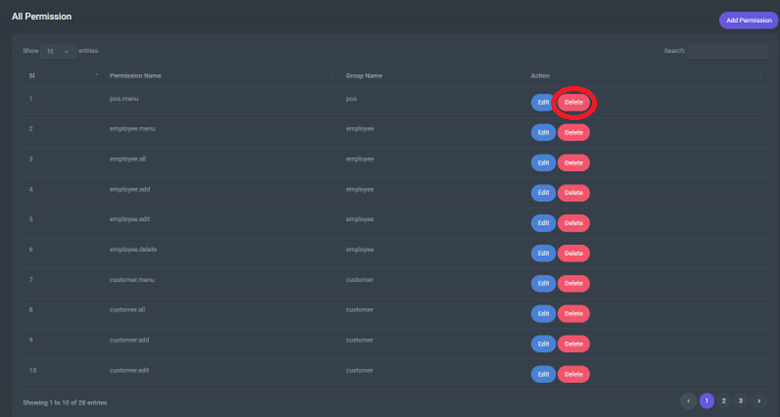 All Permission
Add Permission
Show 10 entries Search:
Sl Permission Name Group Name Action
1 pos.menu pos Edit Delete
2 employee.menu employee Edit Delete
3 employee.all employee Edit Delete
4 employee.add employee Edit Delete
5 employee.edit employee Edit Delete
6 employee.delete employee Edit Delete
7 customer.menu customer Edit Delete
8 customer.all customer Edit Delete
9 customer.add customer Edit Delete
10 customer.edit customer Edit Delete
Showing 1 to 10 of 28 entries ‹ 1 2 3 ›